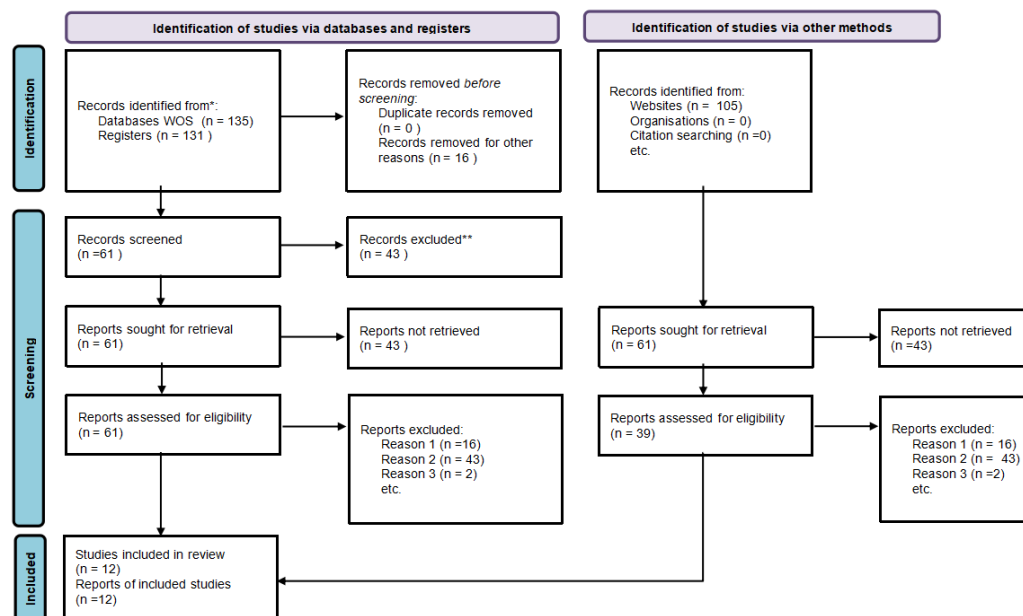 Identification of studies via databases and registers
Identification of studies via other methods
Identification
Records identified from*:
Databases WOS (n = 135)
Registers (n = 131 )
Records removed before
screening:
Duplicate records removed
(n = 0 )
Records removed for other
reasons (n = 16 )
Records identified from:
Websites (n = 105)
Organisations (n = 0)
Citation searching (n =0)
etc.
Screening
Records screened
(n =61 )
Records excluded**
(n = 43 )
Reports sought for retrieval
(n = 61)
Reports not retrieved
(n = 43 )
Reports sought for retrieval
(n = 61)
Reports not retrieved
(n =43)
Reports assessed for eligibility
(n = 61)
Reports excluded:
Reason 1 (n =16)
Reason 2 (n = 43)
Reason 3 (n = 2)
etc.
Reports assessed for eligibility
(n = 39)
Reports excluded:
Reason 1 (n = 16)
Reason 2 (n = 43)
Reason 3 (n =2)
etc.
Included
Studies included in review
(n = 12)
Reports of included studies
(n =12)